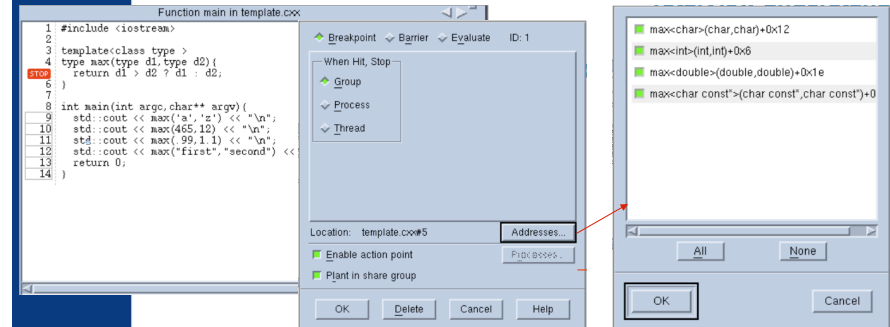 Function main in template.cxx
1 #include <iostream>
2
3 template<class type >
4 type max(type d1,type d2){
STOP return d1 > d2 ? d1 : d2;
6 }
7
8 int main(int argc,char** argv){
9 std::cout << max('a','z') << "\n";
10 std::cout << max(465,12) << "\n";
11 std::cout << max(.99,1.1) << "\n";
12 std::cout << max("first","second") <<
13 return 0;
14 }
Breakpoint Barrier Evaluate ID: 1
When Hit, Stop
Group
Process
Thread
Location: template.cxx#5 Addresses...
Enable action point Processes...
Plant in share group
OK Delete Cancel Help
max<char>(char,char)+0x12
max<int>(int,int)+0x6
max<double>(double,double)+0x1e
max<char const*>(char const*,char const*)+0
All None
OK Cancel